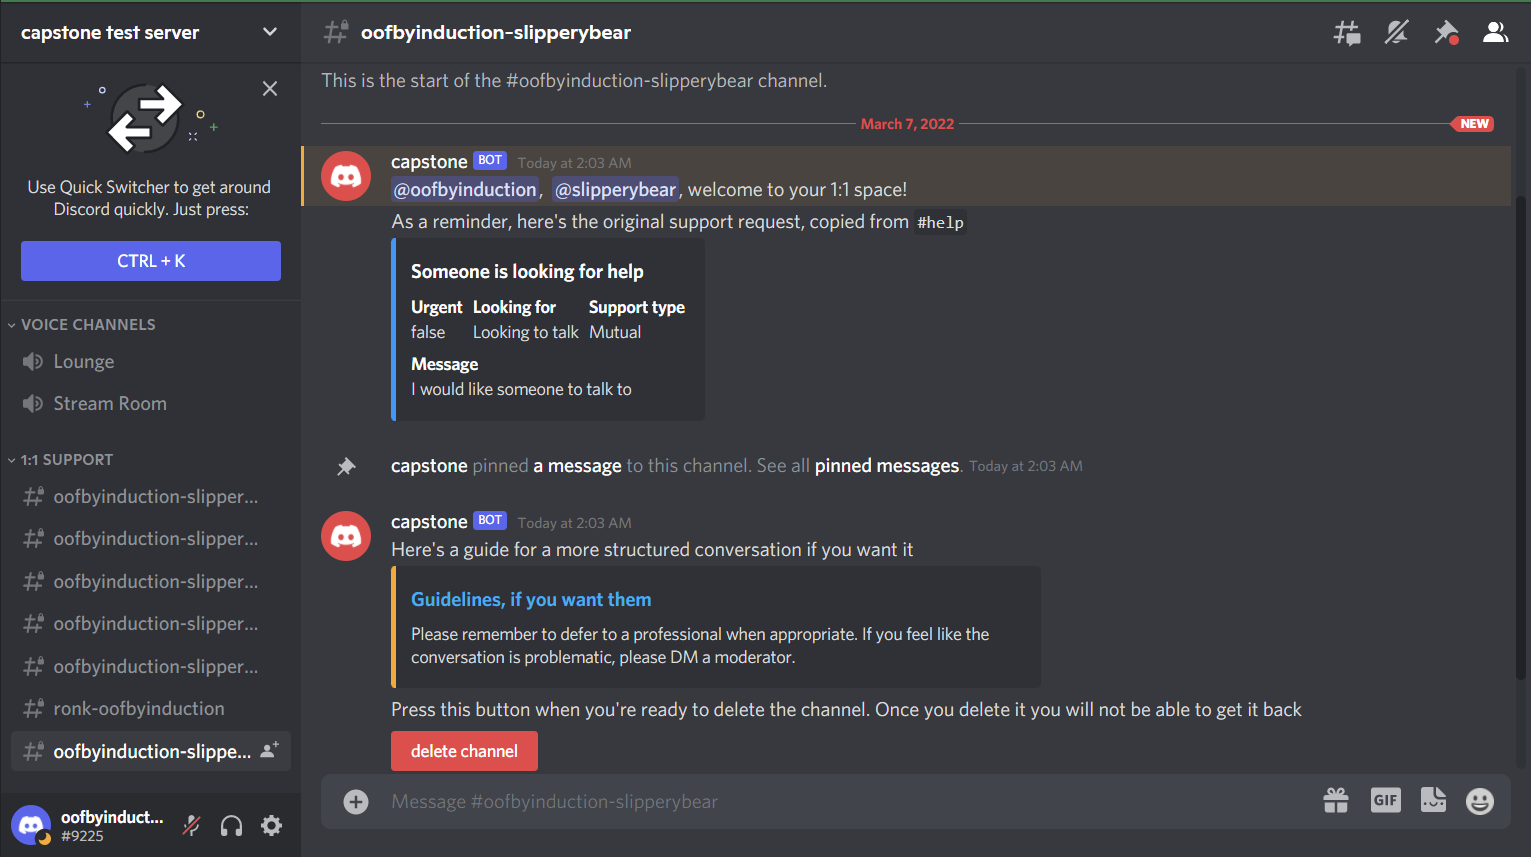 capstone test server
Use Quick Switcher to get around
Discord quickly. Just press:
CTRL + K
VOICE CHANNELS
Lounge
Stream Room
1:1 SUPPORT
oofbyinduction-slipper...
oofbyinduction-slipper...
oofbyinduction-slipper...
oofbyinduction-slipper...
oofbyinduction-slipper...
ronk-oofbyinduction
oofbyinduction-slippe...
oofbyinduct...
#9225
oofbyinduction-slipperybear
This is the start of the #oofbyinduction-slipperybear channel.
March 7, 2022 NEW
capstone BOT Today at 2:03 AM
@oofbyinduction, @slipperybear, welcome to your 1:1 space!
As a reminder, here's the original support request, copied from #help
Someone is looking for help
Urgent Looking for Support type
false Looking to talk Mutual
Message
I would like someone to talk to
capstone pinned a message to this channel. See all pinned messages. Today at 2:03 AM
capstone BOT Today at 2:03 AM
Here's a guide for a more structured conversation if you want it
Guidelines, if you want them
Please remember to defer to a professional when appropriate. If you feel like the
conversation is problematic, please DM a moderator.
Press this button when you're ready to delete the channel. Once you delete it you will not be able to get it back
delete channel
Message #oofbyinduction-slipperybear
GIF